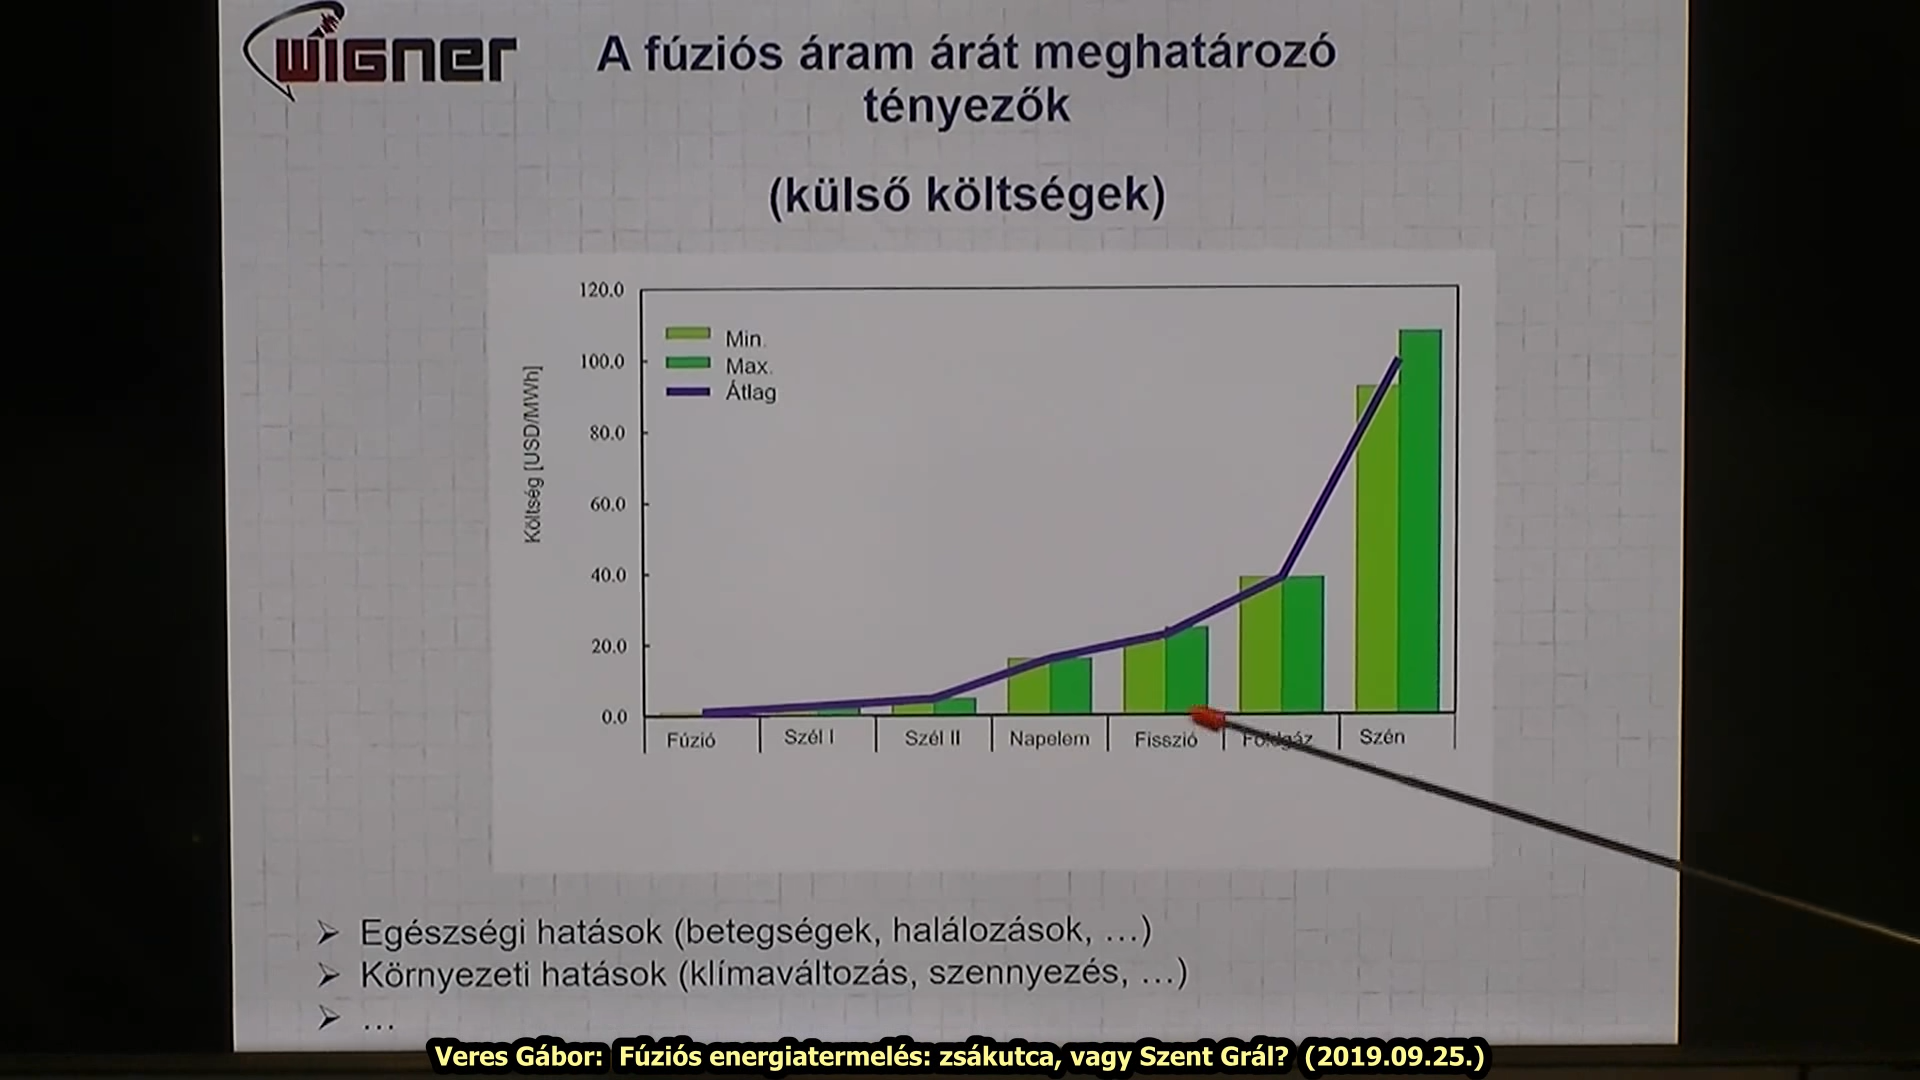 wigner
A fúziós áram árát meghatározó
tényezők
(külső költségek)
120.0
100.0
80.0
60.0
40.0
20.0
0.0
Költség [USD/MWh]
Min.
Max.
Átlag
Fúzió
Szél I
Szél II
Napelem
Fisszió
Földgáz
Szén
➢ Egészségi hatások (betegségek, halálozások, …)
➢ Környezeti hatások (klímaváltozás, szennyezés, …)
➢ …
Veres Gábor: Fúziós energiatermelés: zsákutca, vagy Szent Grál? (2019.09.25.)